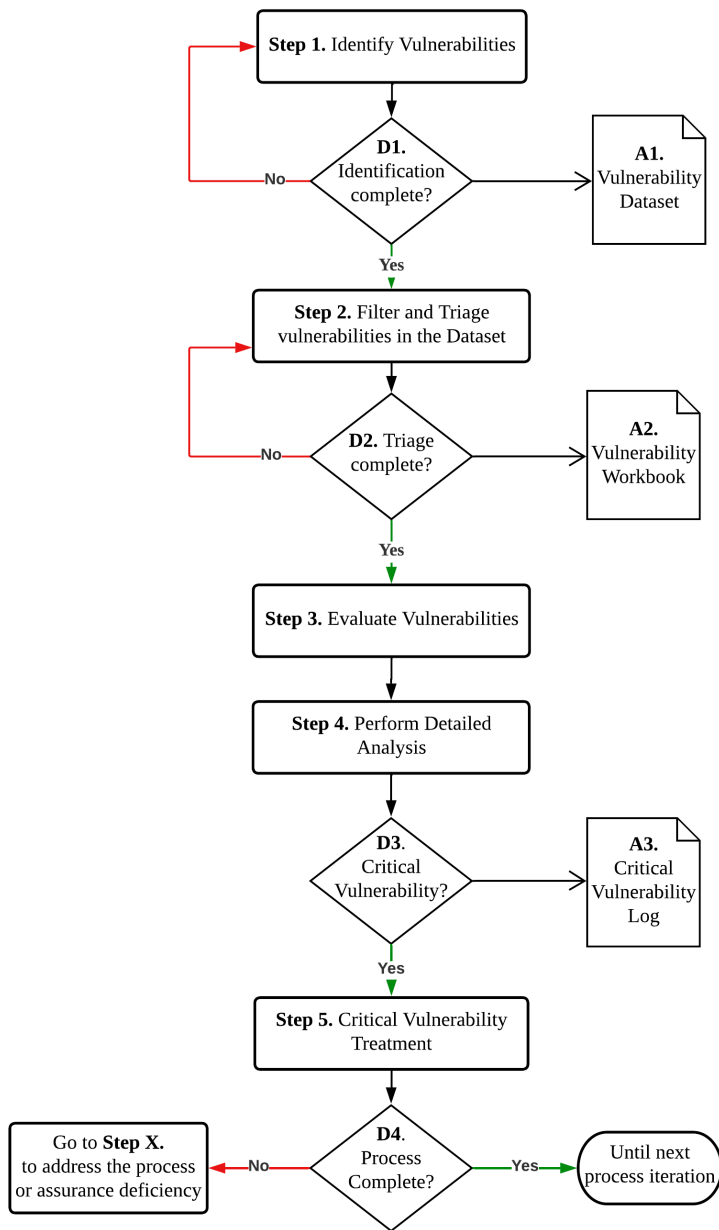 Step 1. Identify Vulnerabilities
D1.
Identification
complete?
No
A1.
Vulnerability
Dataset
Yes
Step 2. Filter and Triage
vulnerabilities in the Dataset
D2. Triage
complete?
No
A2.
Vulnerability
Workbook
Yes
Step 3. Evaluate Vulnerabilities
Step 4. Perform Detailed
Analysis
D3.
Critical
Vulnerability?
A3.
Critical
Vulnerability
Log
Yes
Step 5. Critical Vulnerability
Treatment
D4.
Process
Complete?
No
Go to Step X.
to address the process
or assurance deficiency
Yes
Until next
process iteration